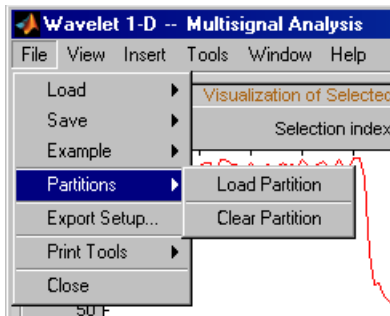 Wavelet 1-D -- Multisignal Analysis
File View Insert Tools Window Help
Load
Visualization of Selected
Save
Selection index
Example
Partitions
Load Partition
Export Setup...
Clear Partition
Print Tools
Close
50